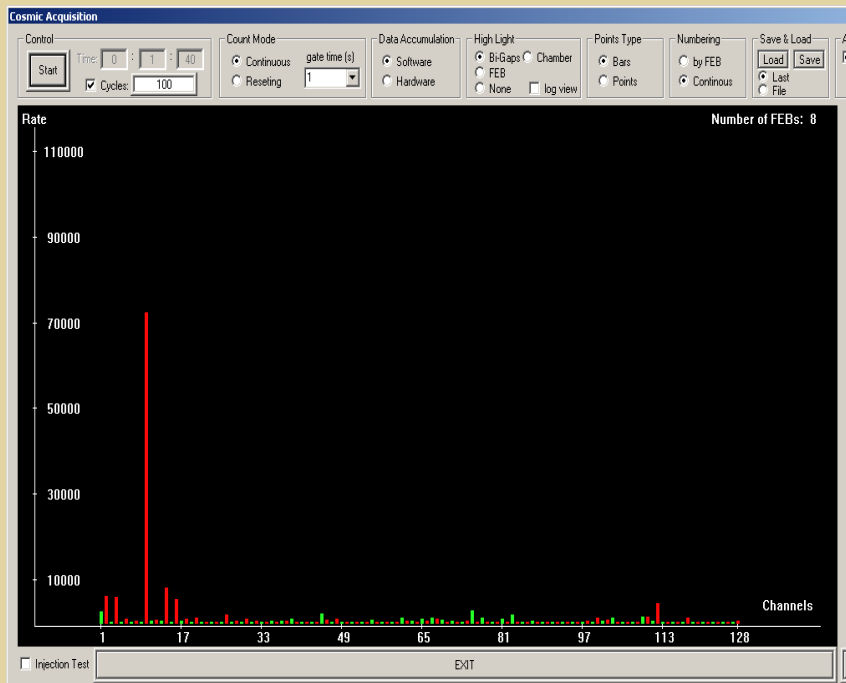 Cosmic Acquisition
Control
Count Mode
Data Accumulation
High Light
Points Type
Numbering
Save & Load
A
Start
Time: 0 : 1 : 40
Cycles: 100
Continuous
Reseting
gate time (s)
1
Software
Hardware
Bi-Gaps
Chamber
FEB
None
log view
Bars
Points
by FEB
Continous
Load
Save
Last
File
Rate
Number of FEBs: 8
110000
90000
70000
50000
30000
10000
Channels
1 17 33 49 65 81 97 113 128
Injection Test
EXIT